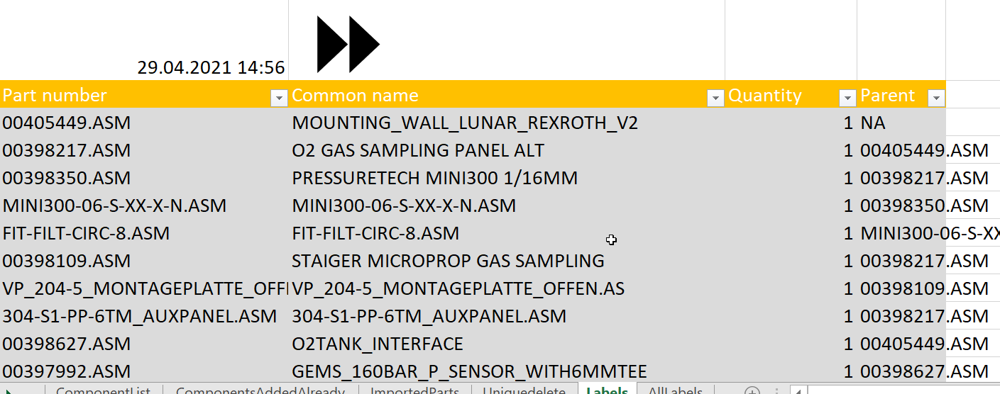 29.04.2021 14:56
Part number Common name Quantity Parent
00405449.ASM MOUNTING_WALL_LUNAR_REXROTH_V2 1 NA
00398217.ASM O2 GAS SAMPLING PANEL ALT 1 00405449.ASM
00398350.ASM PRESSURETECH MINI300 1/16MM 1 00398217.ASM
MINI300-06-S-XX-X-N.ASM MINI300-06-S-XX-X-N.ASM 1 00398350.ASM
FIT-FILT-CIRC-8.ASM FIT-FILT-CIRC-8.ASM 1 MINI300-06-S-XX
00398109.ASM STAIGER MICROPROP GAS SAMPLING 1 00398217.ASM
VP_204-5_MONTAGEPLATTE_OFFI VP_204-5_MONTAGEPLATTE_OFFEN.AS 1 00398109.ASM
304-S1-PP-6TM_AUXPANEL.ASM 304-S1-PP-6TM_AUXPANEL.ASM 1 00398217.ASM
00398627.ASM O2TANK_INTERFACE 1 00405449.ASM
00397992.ASM GEMS_160BAR_P_SENSOR_WITH6MMTEE 1 00398627.ASM
ComponentList ComponentsAddedAlready ImportedParts Uniquedelete Labels AllLabels